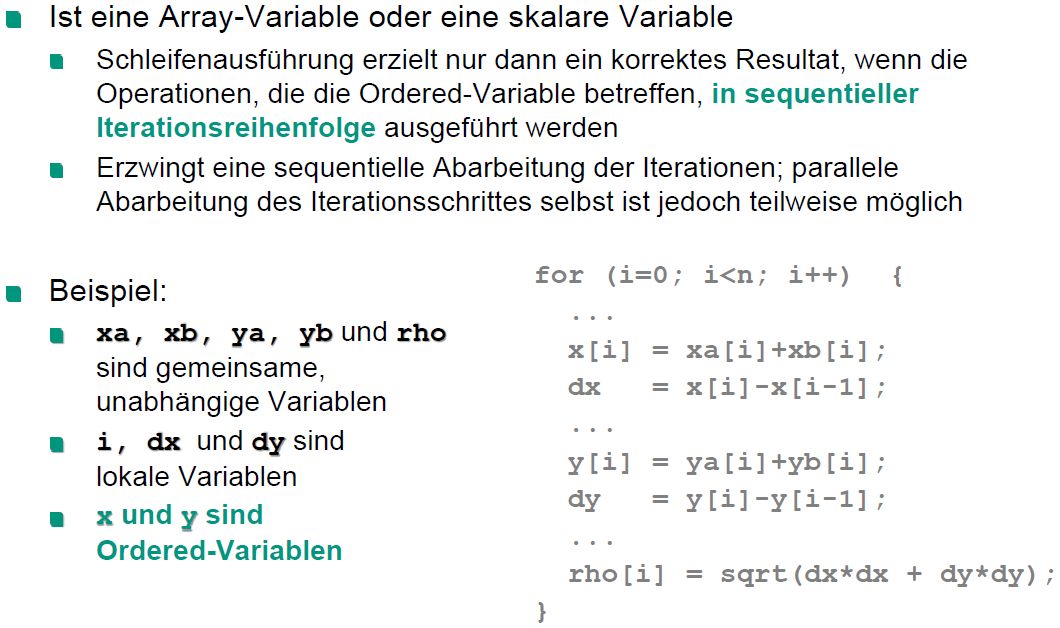 Ist eine Array-Variable oder eine skalare Variable
Schleifenausführung erzielt nur dann ein korrektes Resultat, wenn die
Operationen, die die Ordered-Variable betreffen, in sequentieller
Iterationsreihenfolge ausgeführt werden
Erzwingt eine sequentielle Abarbeitung der Iterationen; parallele
Abarbeitung des Iterationsschrittes selbst ist jedoch teilweise möglich
Beispiel:
xa, xb, ya, yb und rho
sind gemeinsame,
unabhängige Variablen
i, dx und dy sind
lokale Variablen
x und y sind
Ordered-Variablen
for (i=0; i<n; i++) {
...
x[i] = xa[i]+xb[i];
dx = x[i]-x[i-1];
...
y[i] = ya[i]+yb[i];
dy = y[i]-y[i-1];
...
rho[i] = sqrt(dx*dx + dy*dy);
}